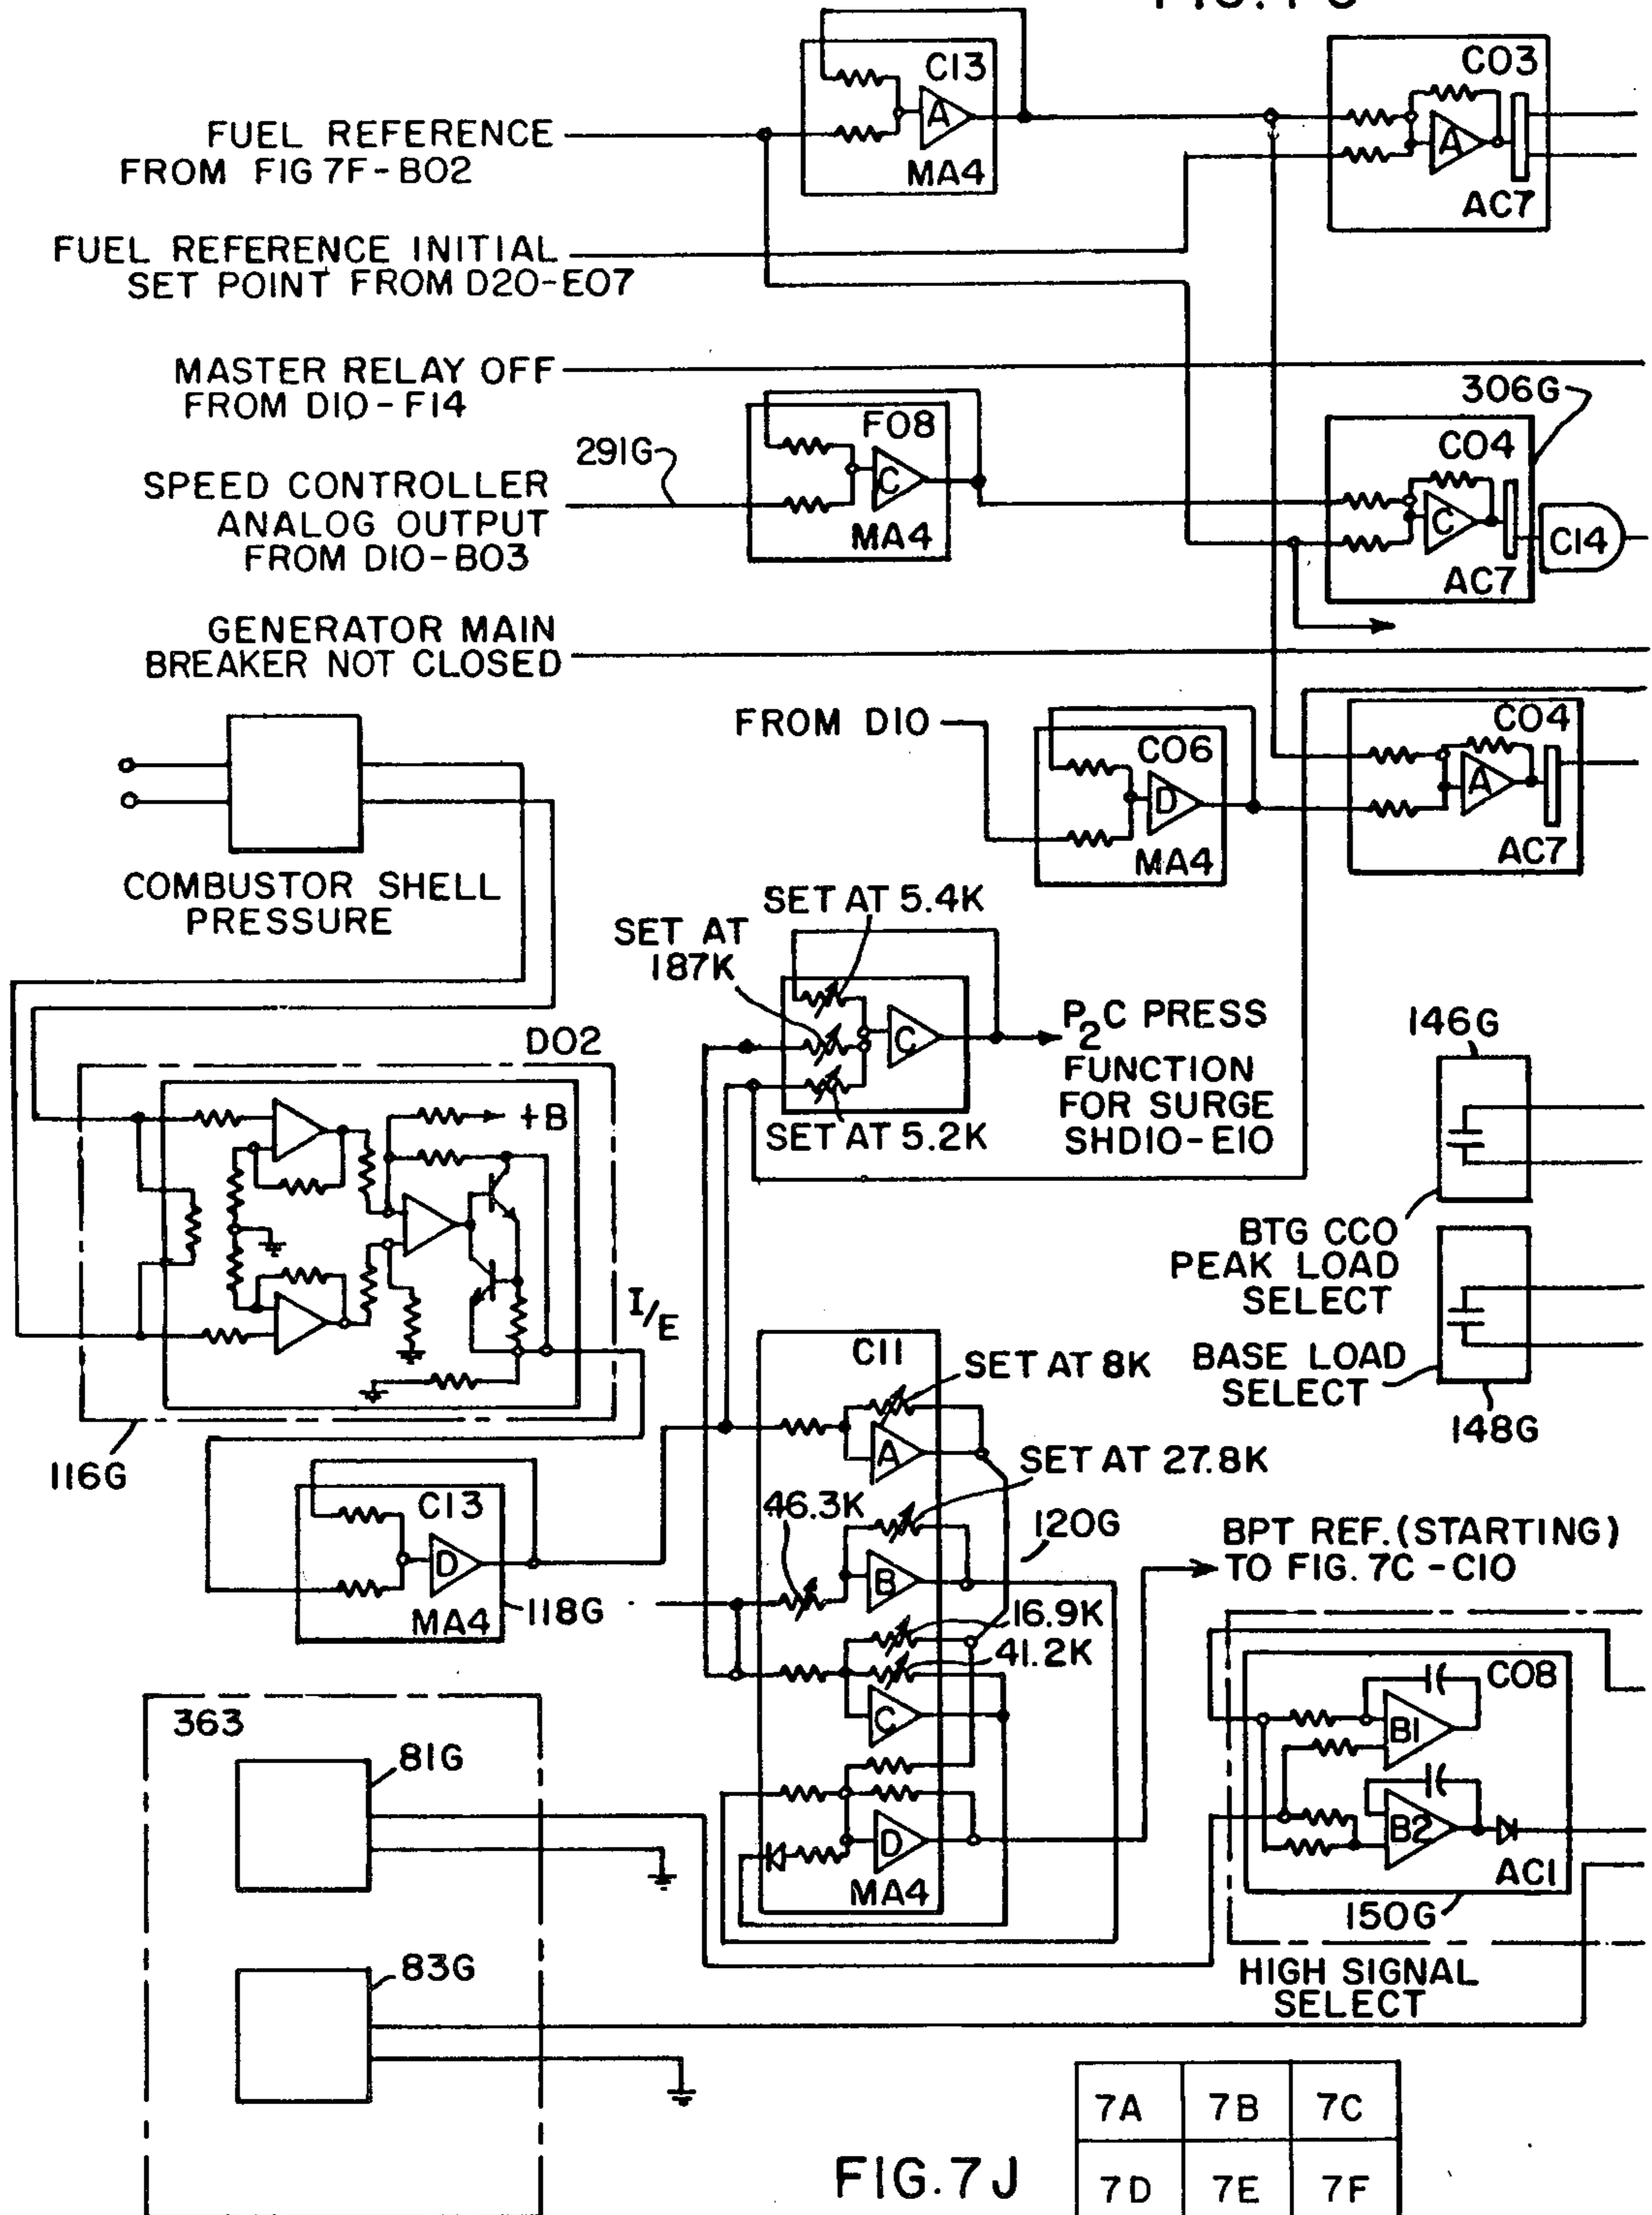 C13
A
MA4
C03
A
AC7
FUEL REFERENCE
FROM FIG 7F-B02
FUEL REFERENCE INITIAL
SET POINT FROM D20-E07
MASTER RELAY OFF
FROM D10-F14
291G
SPEED CONTROLLER
ANALOG OUTPUT
FROM D10-B03
F08
C
MA4
306G
C04
C
AC7
C14
GENERATOR MAIN
BREAKER NOT CLOSED
FROM D10
C06
D
MA4
C04
A
AC7
COMBUSTOR SHELL
PRESSURE
SET AT 5.4K
SET AT
187K
C
SET AT 5.2K
P2C PRESS
FUNCTION
FOR SURGE
SHD10-E10
146G
BTG CCO
PEAK LOAD
SELECT
BASE LOAD
SELECT
148G
D02
+B
I/E
116G
C13
D
MA4
118G
C11
SET AT 8K
A
SET AT 27.8K
46.3K
B
120G
16.9K
41.2K
C
D
MA4
BPT REF. (STARTING)
TO FIG. 7C-C10
C08
B1
B2
AC1
150G
HIGH SIGNAL
SELECT
363
81G
83G
FIG. 7J
7A 7B 7C
7D 7E 7F